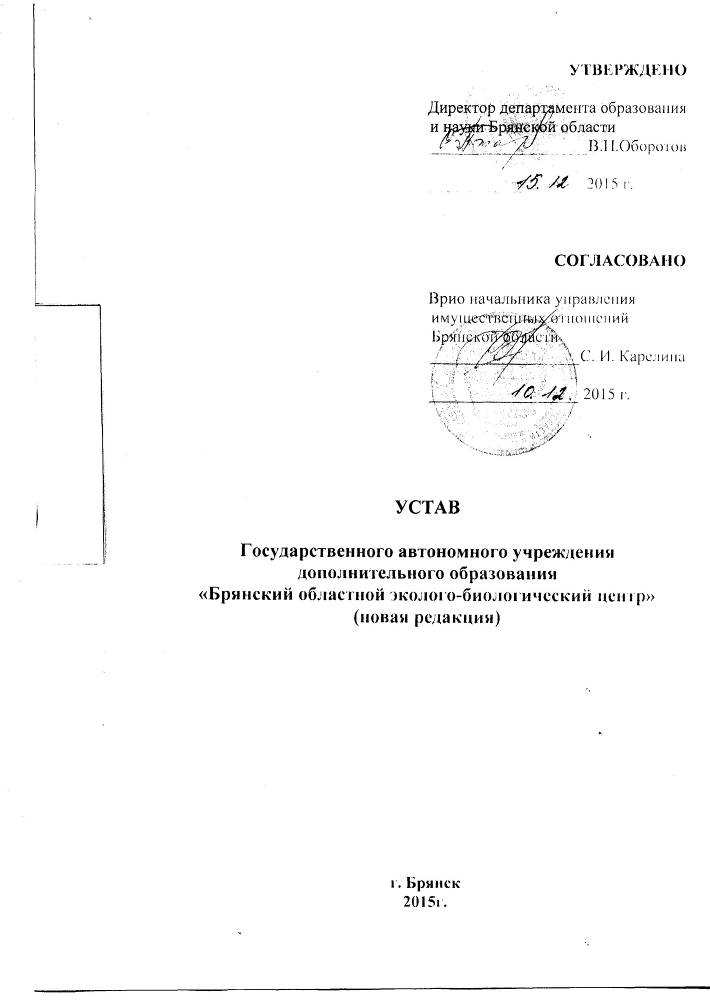 УТВЕРЖДЕНО
Директор департамента образования
и науки Брянской области
В.Н.Оборотов
15.12 2015 г.
СОГЛАСОВАНО
Врио начальника управления
имущественных отношений
Брянской области
С. И. Карелина
10.12. 2015 г.
УСТАВ
Государственного автономного учреждения
дополнительного образования
«Брянский областной эколого-биологический центр»
(новая редакция)
г. Брянск
2015г.